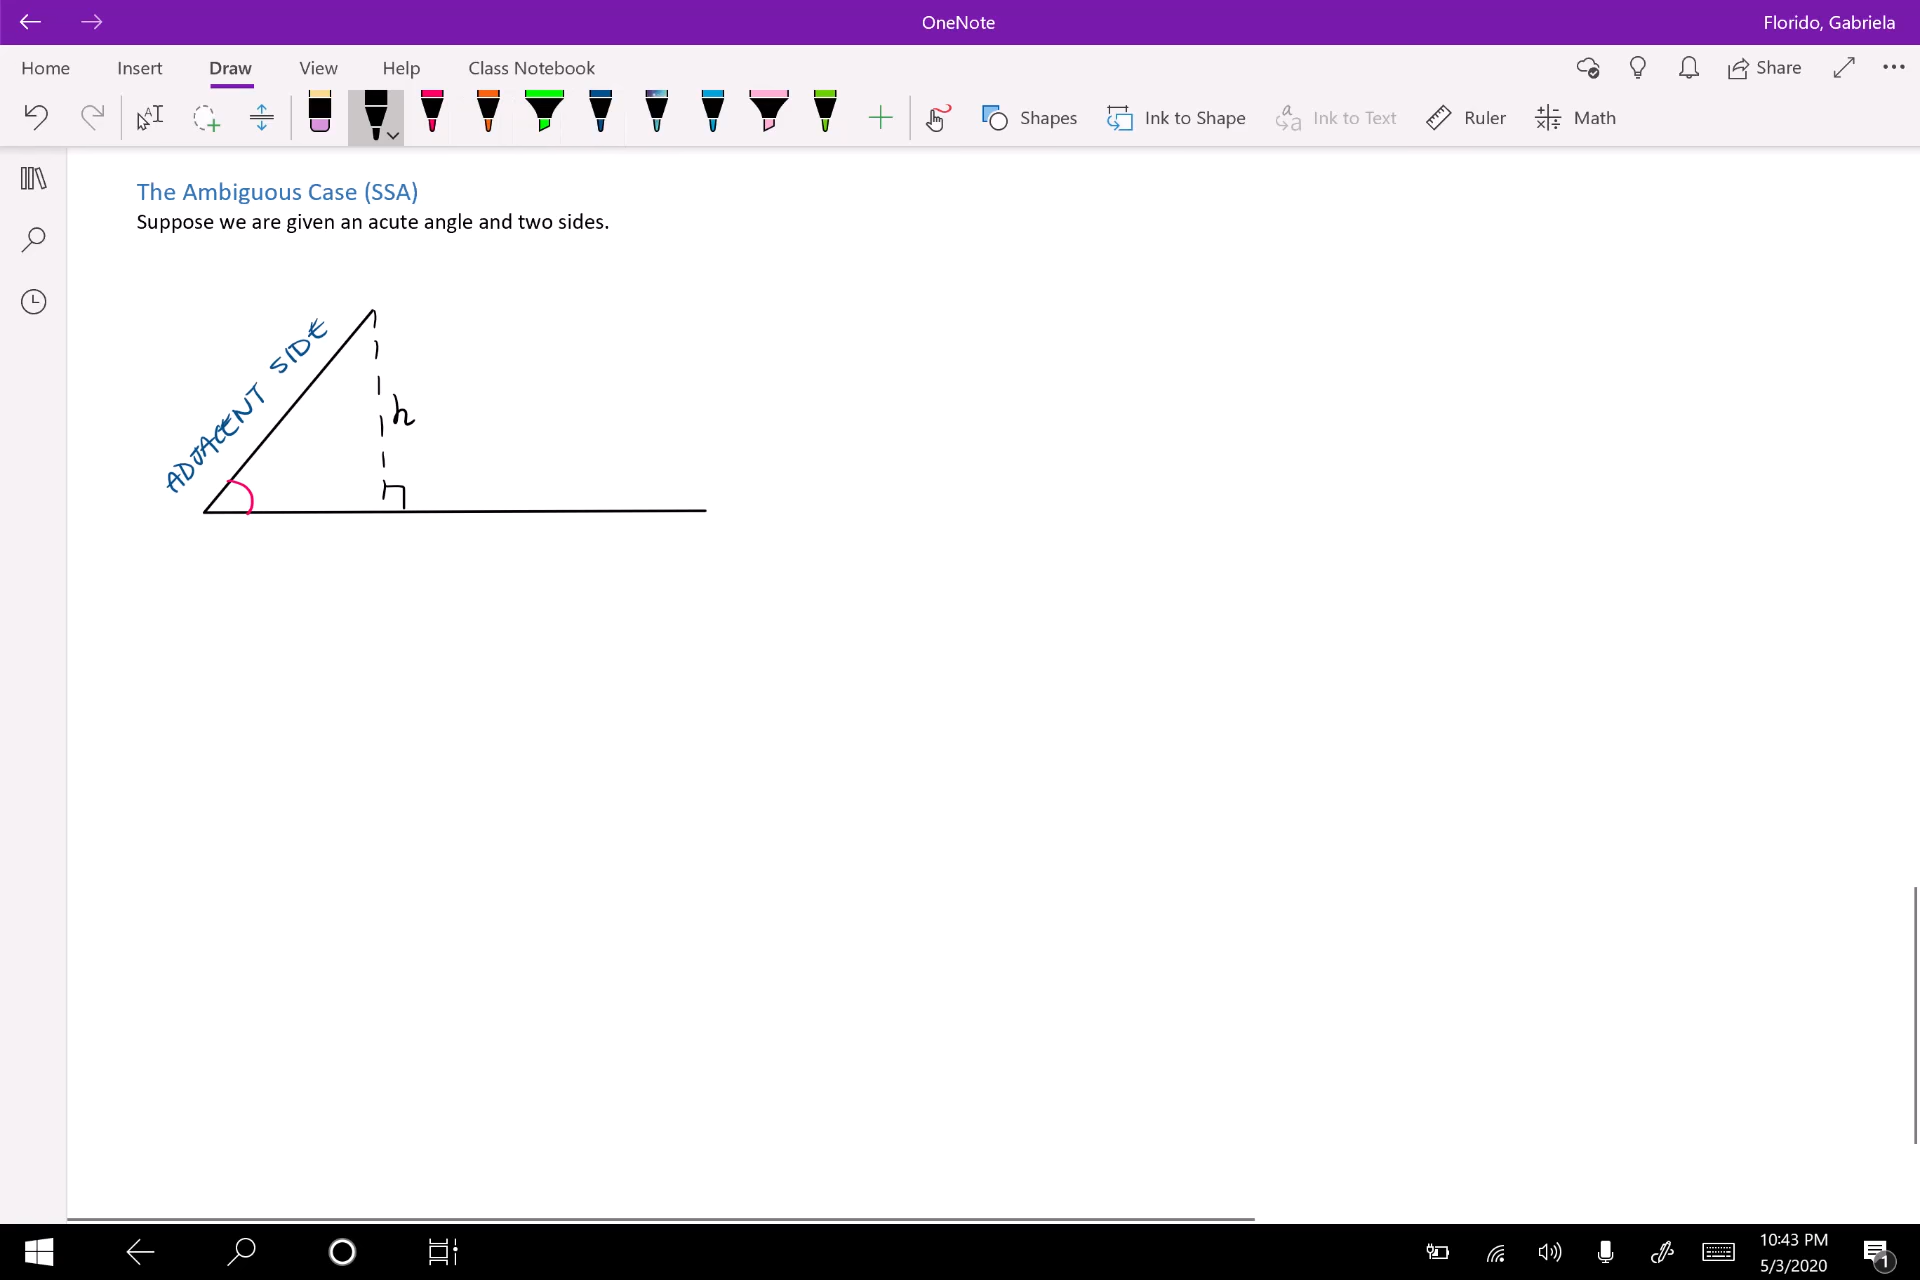 OneNote
Florido, Gabriela
Home Insert Draw View Help Class Notebook Share
Shapes Ink to Shape Ink to Text Ruler Math
The Ambiguous Case (SSA)
Suppose we are given an acute angle and two sides.
ADJACENT SIDE
h
10:43 PM
5/3/2020
1